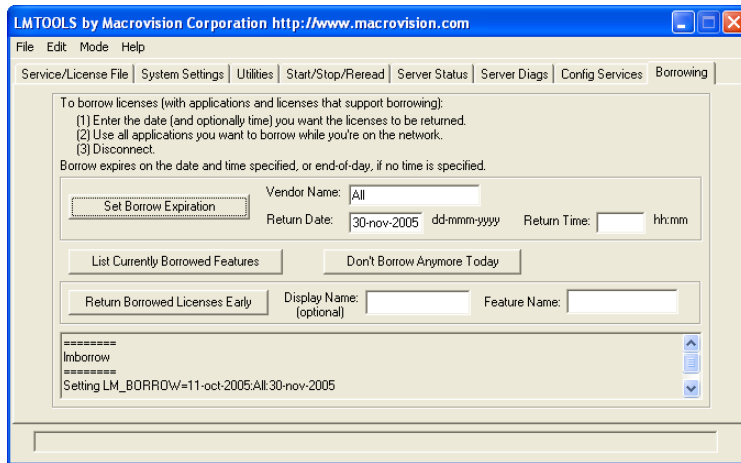 LMTOOLS by Macrovision Corporation http://www.macrovision.com
File Edit Mode Help
Service/License File System Settings Utilities Start/Stop/Reread Server Status Server Diags Config Services Borrowing
To borrow licenses (with applications and licenses that support borrowing):
(1) Enter the date (and optionally time) you want the licenses to be returned.
(2) Use all applications you want to borrow while you're on the network.
(3) Disconnect.
Borrow expires on the date and time specified, or end-of-day, if no time is specified.
Set Borrow Expiration Vendor Name: All
Return Date: 30-nov-2005 dd-mmm-yyyy Return Time: hh:mm
List Currently Borrowed Features Don't Borrow Anymore Today
Return Borrowed Licenses Early Display Name: Feature Name:
(optional)
========
lmborrow
========
Setting LM_BORROW=11-oct-2005:All:30-nov-2005